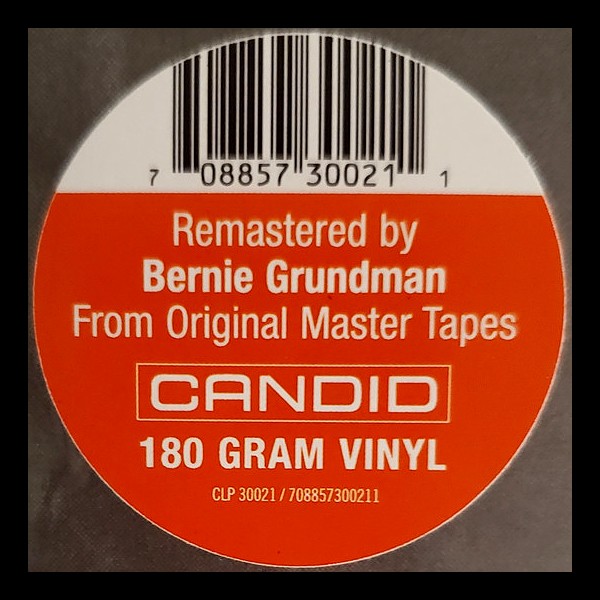 7 08857 30021 1
Remastered by
Bernie Grundman
From Original Master Tapes
CANDID
180 GRAM VINYL
CLP 30021 / 708857300211